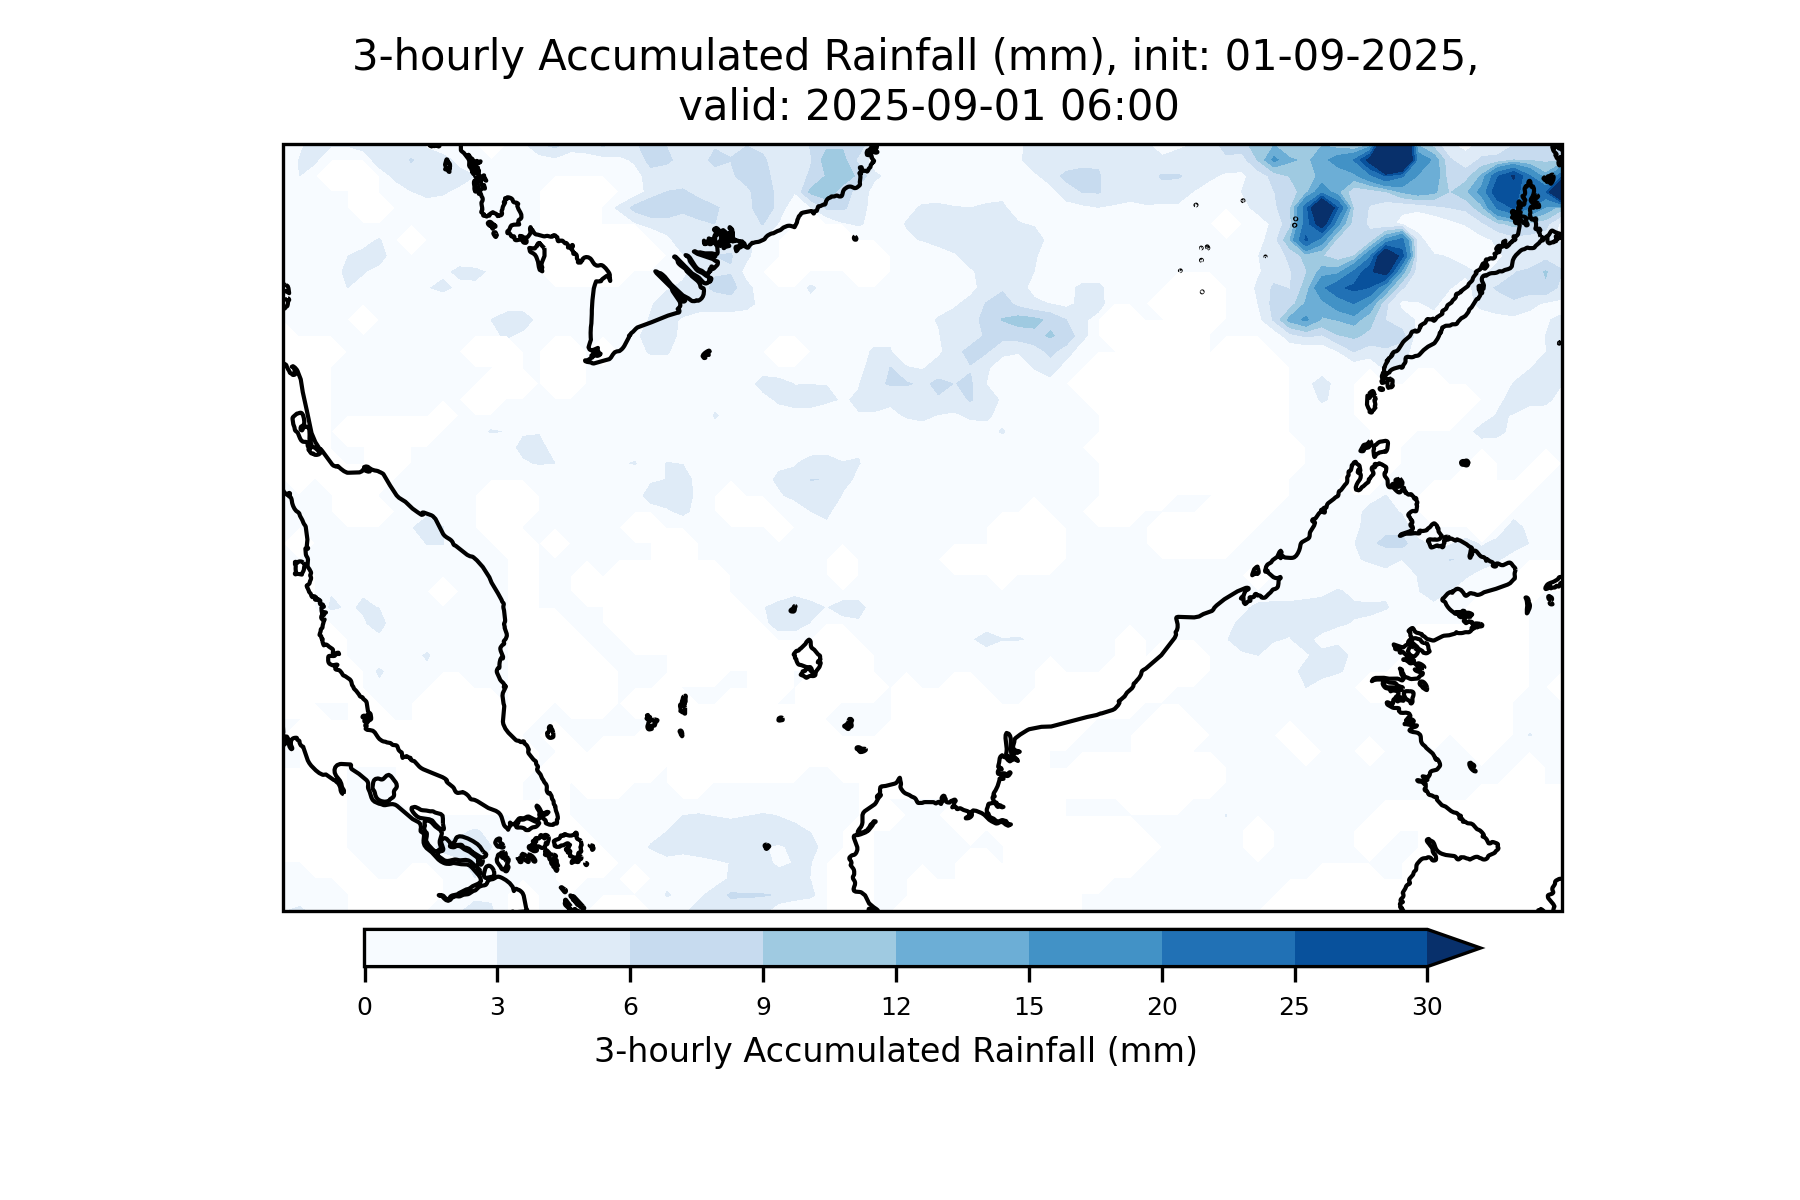 3-hourly Accumulated Rainfall (mm), init: 01-09-2025,
valid: 2025-09-01 06:00
0 3 6 9 12 15 20 25 30
3-hourly Accumulated Rainfall (mm)